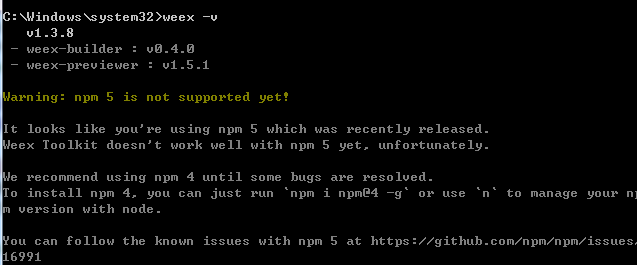 C:\Windows\system32>weex -v
v1.3.8
- weex-builder : v0.4.0
- weex-previewer : v1.5.1
Warning: npm 5 is not supported yet!
It looks like you're using npm 5 which was recently released.
Weex Toolkit doesn't work well with npm 5 yet, unfortunately.
We recommend using npm 4 until some bugs are resolved.
To install npm 4, you can just run `npm i npm@4 -g` or use `n` to manage your np
m version with node.
You can follow the known issues with npm 5 at https://github.com/npm/npm/issues/
16991